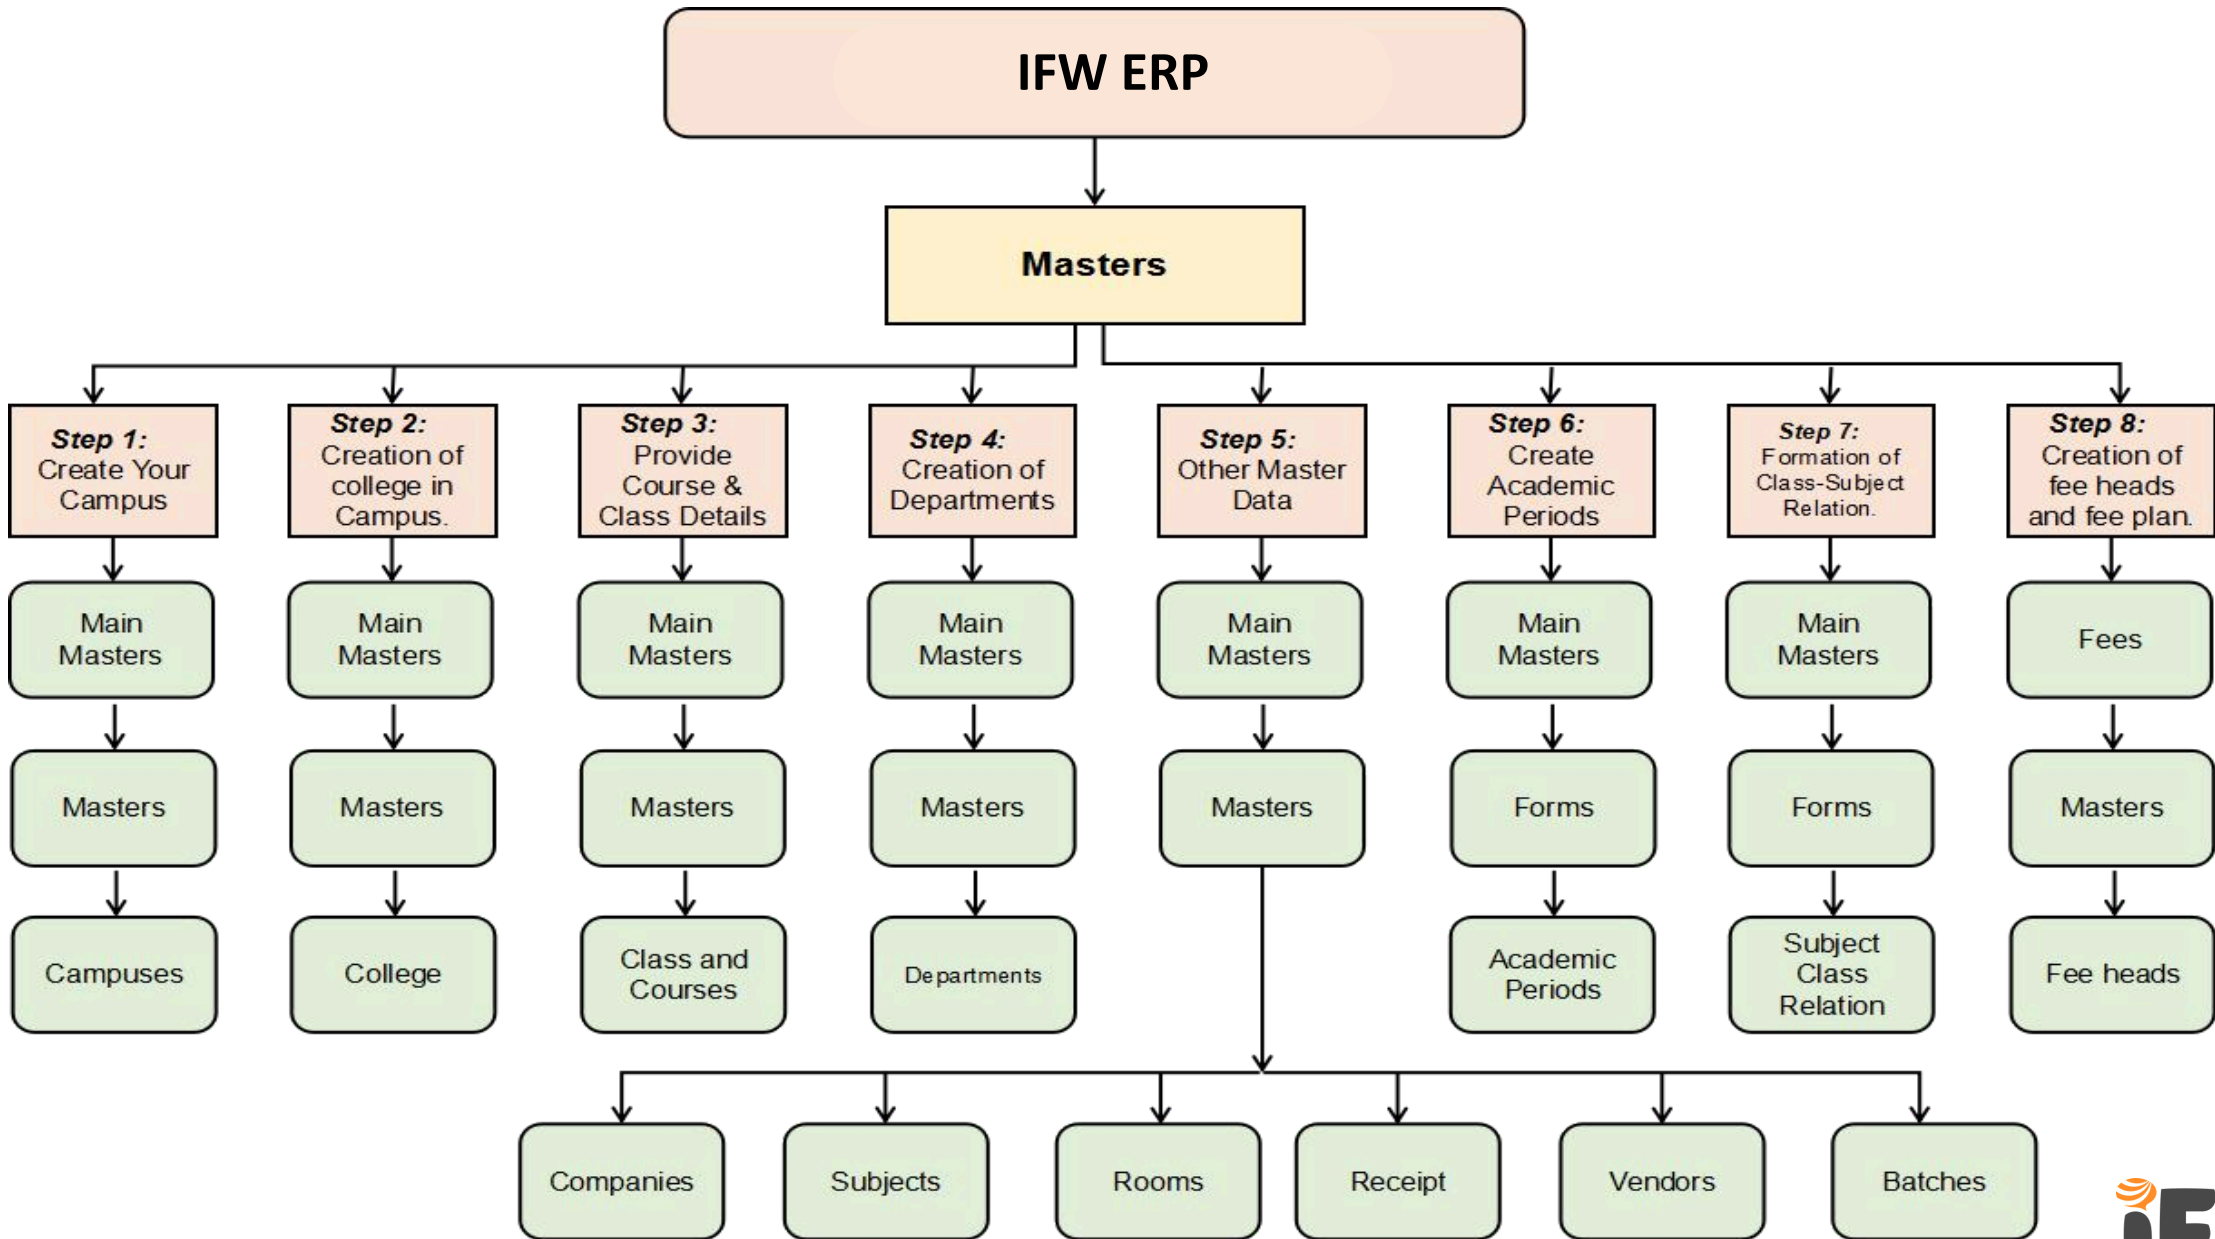 IFW ERP
Masters
Step 1:
Create Your
Campus
Step 2:
Creation of
college in
Campus.
Step 3:
Provide
Course &
Class Details
Step 4:
Creation of
Departments
Step 5:
Other Master
Data
Step 6:
Create
Academic
Periods
Step 7:
Formation of
Class-Subject
Relation.
Step 8:
Creation of
fee heads
and fee plan.
Main
Masters
Main
Masters
Main
Masters
Main
Masters
Main
Masters
Main
Masters
Main
Masters
Fees
Masters
Masters
Masters
Masters
Masters
Forms
Forms
Masters
Campuses
College
Class and
Courses
Departments
Academic
Periods
Subject
Class
Relation
Fee heads
Companies
Subjects
Rooms
Receipt
Vendors
Batches